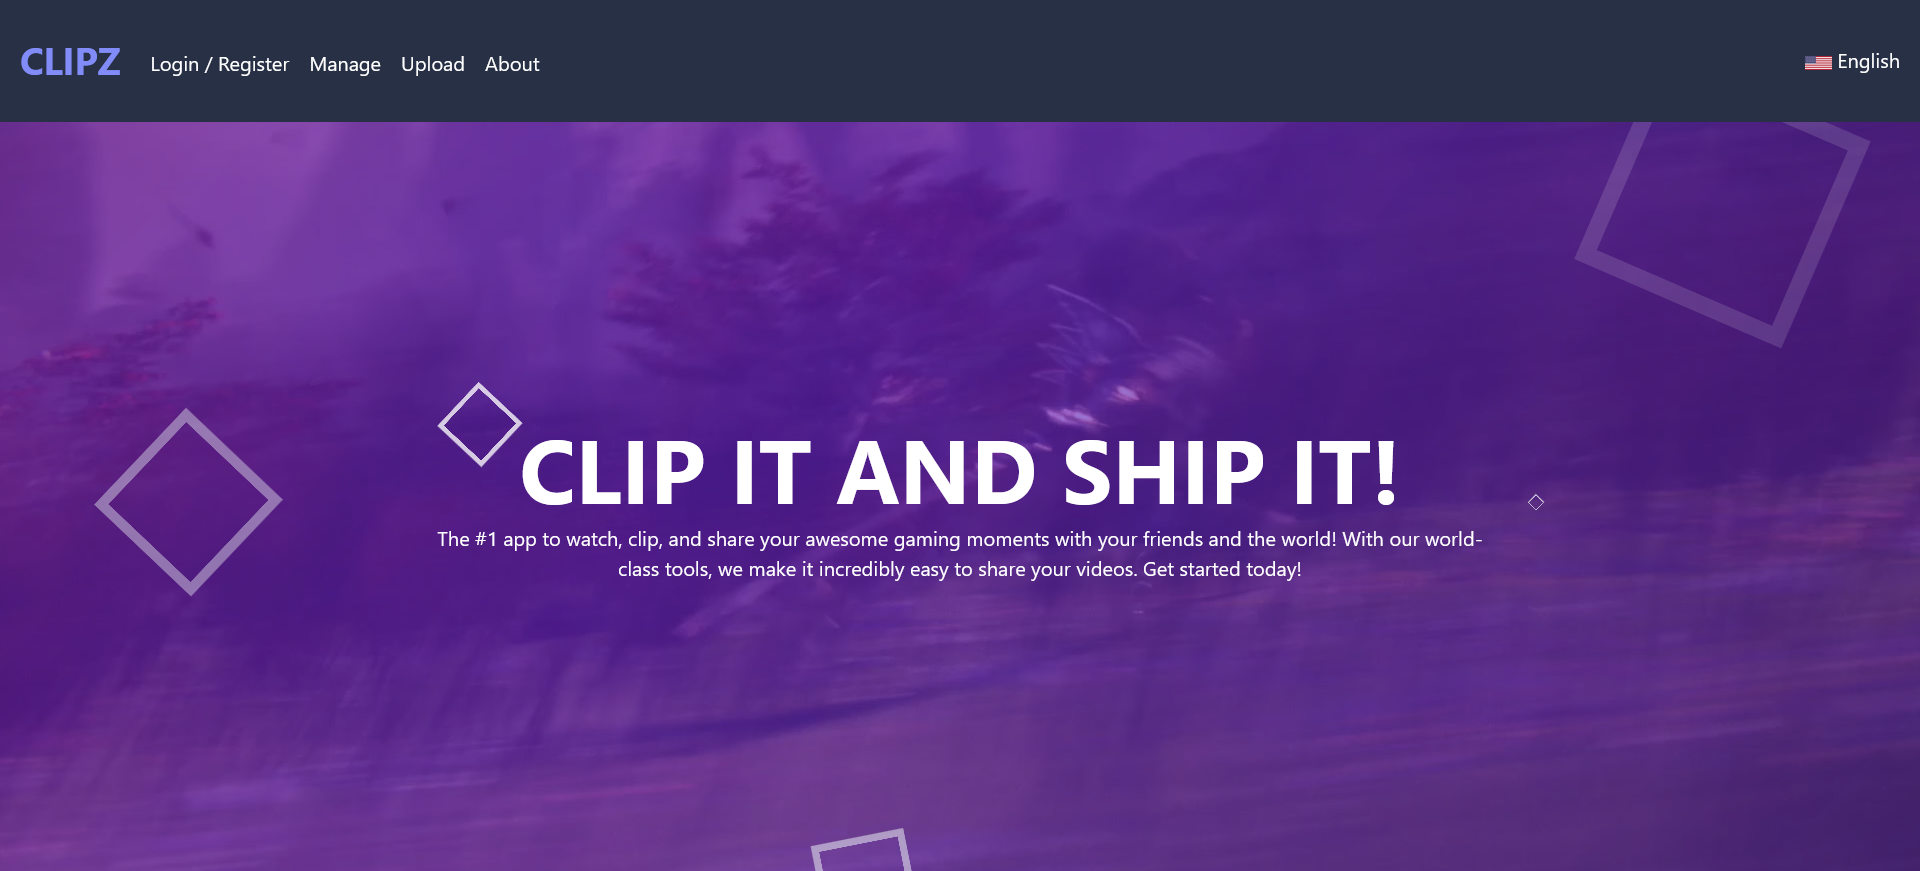 CLIPZ Login / Register Manage Upload About English
CLIP IT AND SHIP IT!
The #1 app to watch, clip, and share your awesome gaming moments with your friends and the world! With our world-
class tools, we make it incredibly easy to share your videos. Get started today!